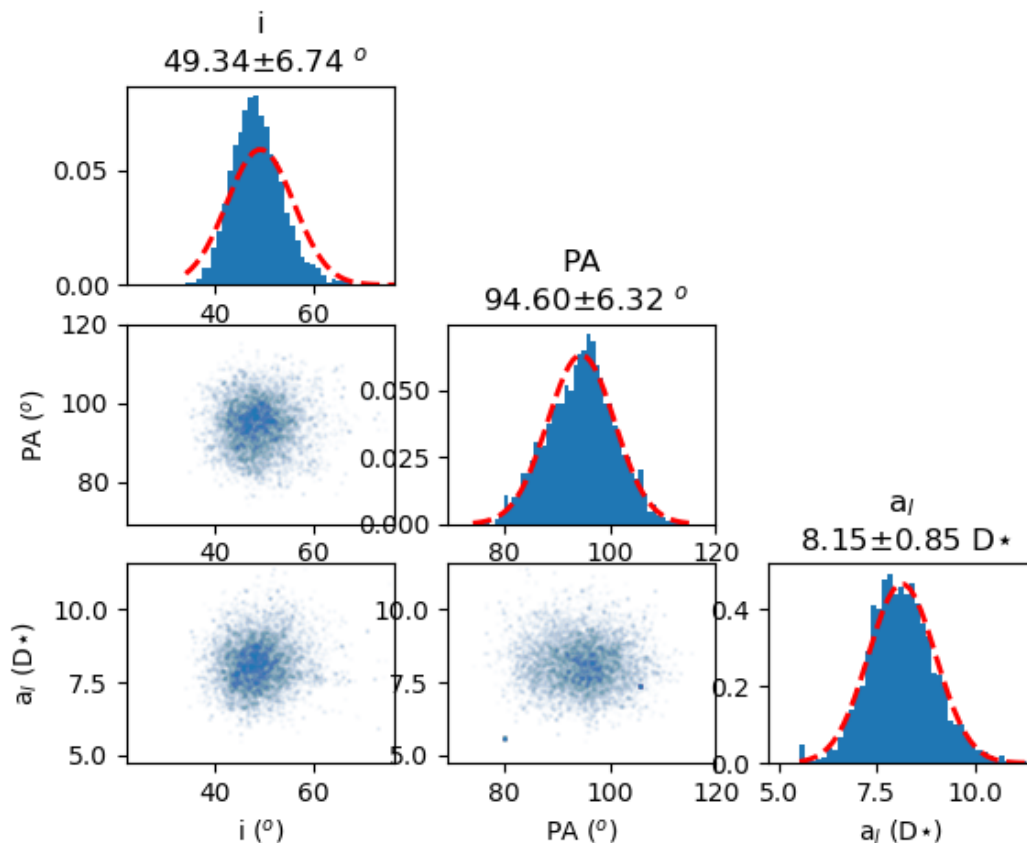 i
49.34±6.74 °
0.05
0.00
40 60
PA
94.60±6.32 °
120
100
80
PA (°)
40 60
0.050
0.025
0.000
80 100 120
a_l
8.15±0.85 D⋆
10.0
7.5
5.0
a_l (D⋆)
40 60
i (°)
10.0
7.5
5.0
80 100 120
PA (°)
0.4
0.2
0.0
5.0 7.5 10.0
a_l (D⋆)